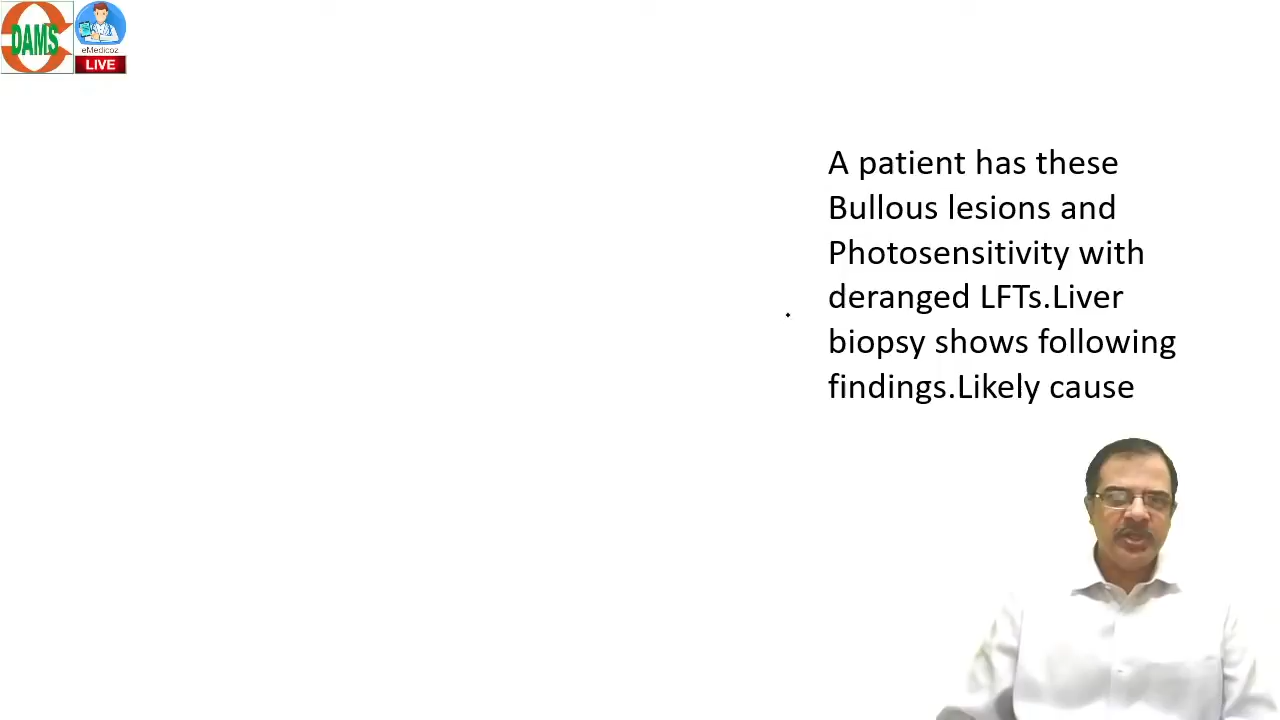 DAMS
eMedicoz
LIVE
A patient has these
Bullous lesions and
Photosensitivity with
deranged LFTs.Liver
biopsy shows following
findings.Likely cause